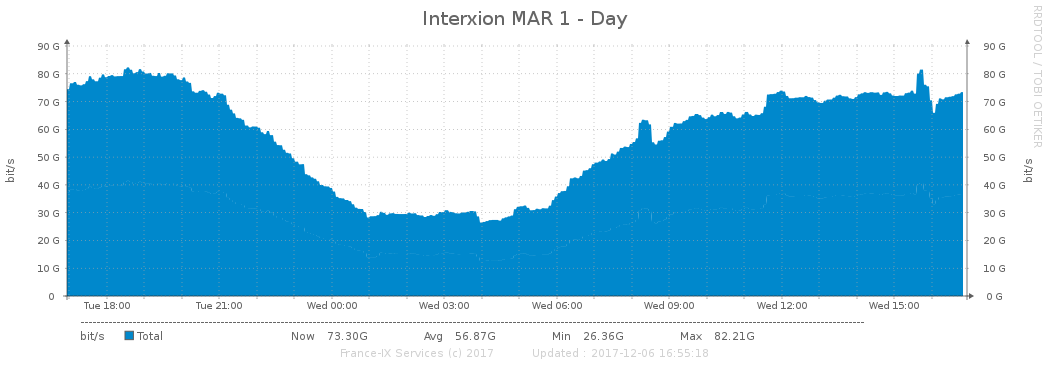 Interxion MAR 1 - Day
RRDTOOL / TOBI OETIKER
bit/s
90 G 90 G
80 G 80 G
70 G 70 G
60 G 60 G
50 G 50 G
40 G 40 G
30 G 30 G
20 G 20 G
10 G 10 G
0 0 G
bit/s
Tue 18:00 Tue 21:00 Wed 00:00 Wed 03:00 Wed 06:00 Wed 09:00 Wed 12:00 Wed 15:00
bit/s Total Now 73.30G Avg 56.87G Min 26.36G Max 82.21G
France-IX Services (c) 2017 Updated : 2017-12-06 16:55:18